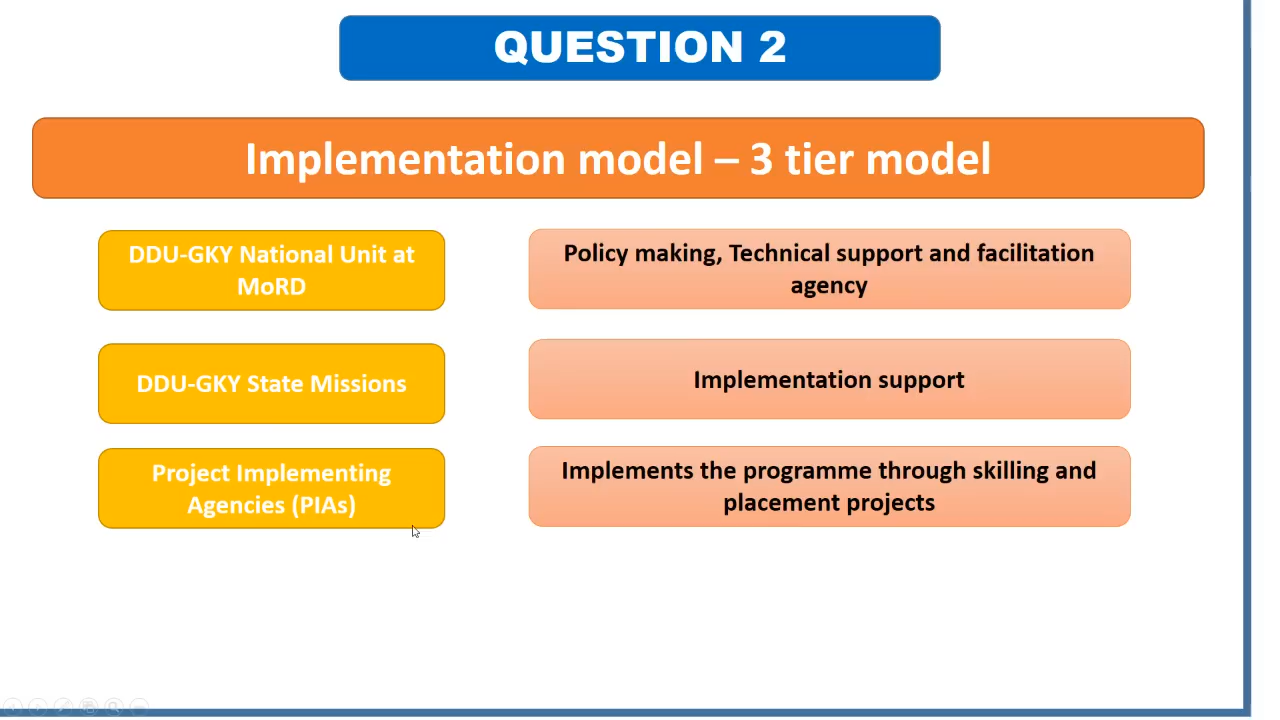 QUESTION 2
Implementation model – 3 tier model
DDU-GKY National Unit at
MoRD
Policy making, Technical support and facilitation
agency
DDU-GKY State Missions
Implementation support
Project Implementing
Agencies (PIAs)
Implements the programme through skilling and
placement projects